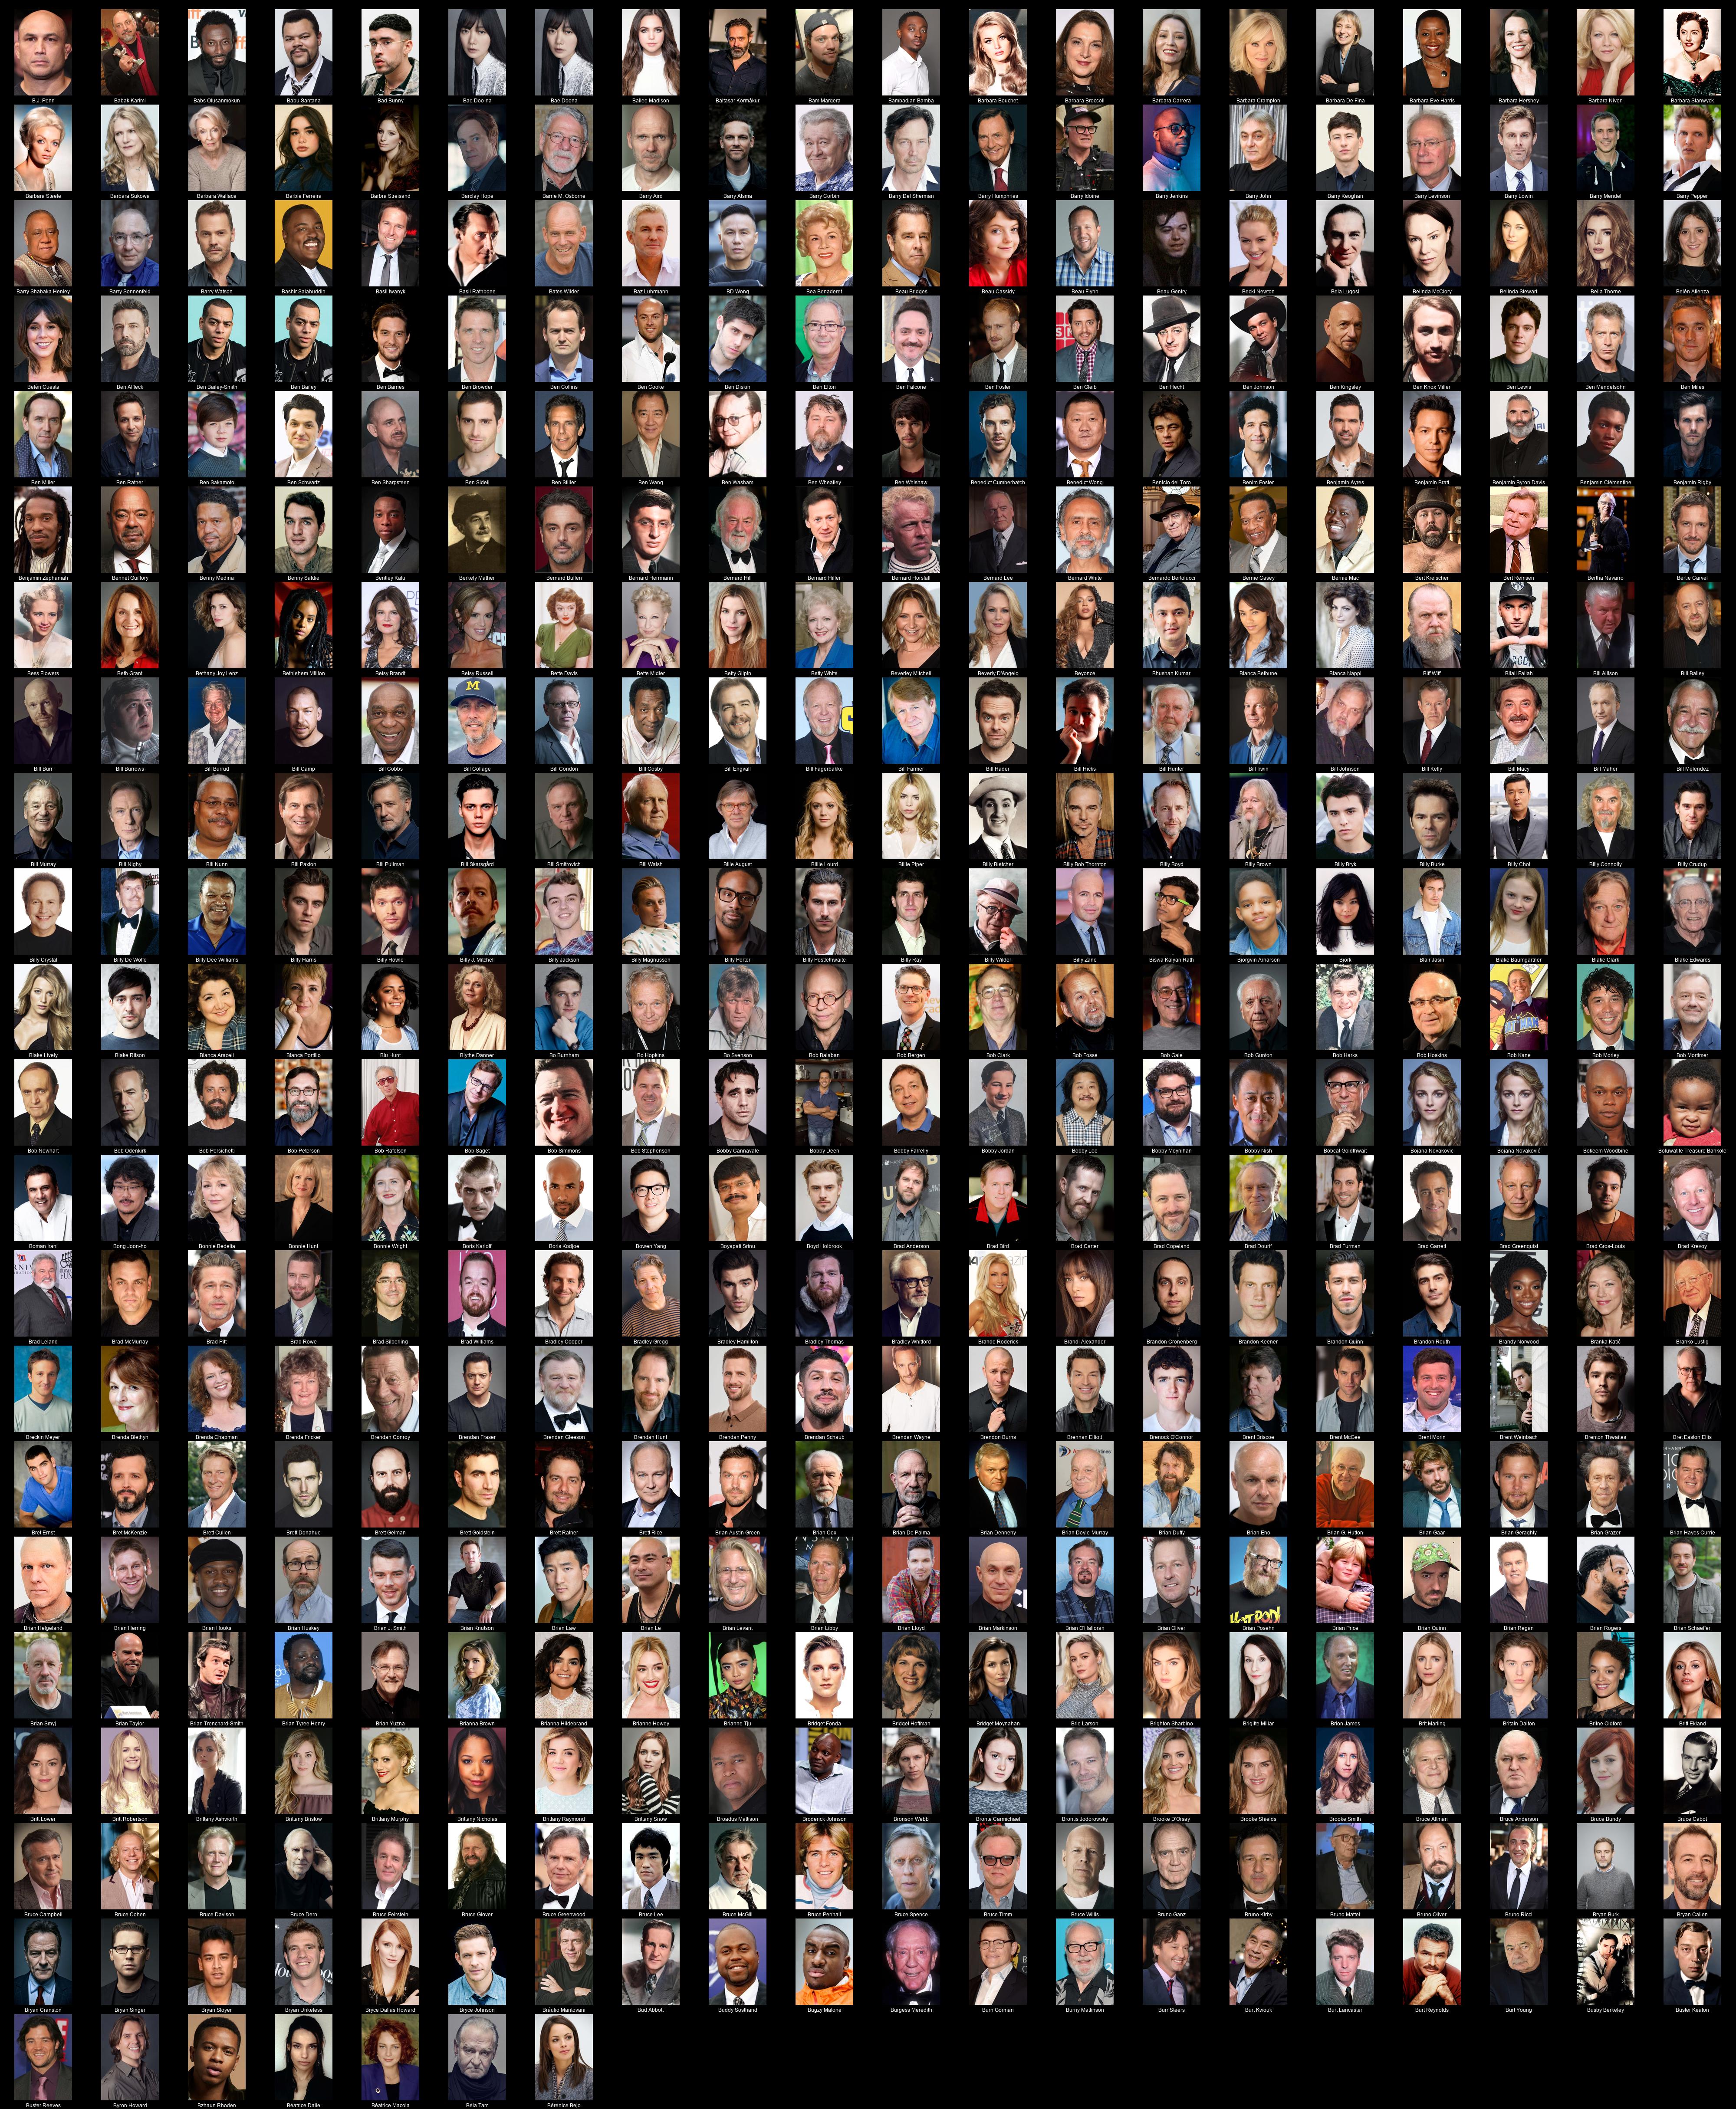 B.J. Penn Babak Karimi Babs Olusanmokun Babu Santana Bad Bunny Bae Doo-na Bae Doona Bailee Madison Baltasar Kormákur Bam Margera Bambadjan Bamba Barbara Bouchet Barbara Broccoli Barbara Carrera Barbara Crampton Barbara De Fina Barbara Eve Harris Barbara Hershey Barbara Niven Barbara Stanwyck
Barbara Steele Barbara Sukowa Barbara Wallace Barbie Ferreira Barbra Streisand Barclay Hope Barrie M. Osborne Barry Aird Barry Atsma Barry Corbin Barry Del Sherman Barry Humphries Barry Idoine Barry Jenkins Barry John Barry Keoghan Barry Levinson Barry Lowin Barry Mendel Barry Pepper
Barry Shabaka Henley Barry Sonnenfeld Barry Watson Bashir Salahuddin Basil Iwanyk Basil Rathbone Bates Wilder Baz Luhrmann BD Wong Bea Benaderet Beau Bridges Beau Cassidy Beau Flynn Beau Gentry Becki Newton Bela Lugosi Belinda McClory Belinda Stewart Bella Thorne Belén Atienza
Belén Cuesta Ben Affleck Ben Bailey-Smith Ben Bailey Ben Barnes Ben Browder Ben Collins Ben Cooke Ben Diskin Ben Elton Ben Falcone Ben Foster Ben Gleib Ben Hecht Ben Johnson Ben Kingsley Ben Knox Miller Ben Lewis Ben Mendelsohn Ben Miles
Ben Miller Ben Ratner Ben Sakamoto Ben Schwartz Ben Sharpsteen Ben Sidell Ben Stiller Ben Wang Ben Washam Ben Wheatley Ben Whishaw Benedict Cumberbatch Benedict Wong Benicio del Toro Benim Foster Benjamin Ayres Benjamin Bratt Benjamin Byron Davis Benjamin Clémentine Benjamin Rigby
Benjamin Zephaniah Bennet Guillory Benny Medina Benny Safdie Bentley Kalu Berkely Mather Bernard Bullen Bernard Herrmann Bernard Hill Bernard Hiller Bernard Horsfall Bernard Lee Bernard White Bernardo Bertolucci Bernie Casey Bernie Mac Bert Kreischer Bert Remsen Bertha Navarro Bertie Carvel
Bess Flowers Beth Grant Bethany Joy Lenz Bethlehem Million Betsy Brandt Betsy Russell Bette Davis Bette Midler Betty Gilpin Betty White Beverley Mitchell Beverly D'Angelo Beyoncé Bhushan Kumar Bianca Bethune Bianca Nappi Biff Wiff Bilall Fallah Bill Allison Bill Bailey
Bill Burr Bill Burrows Bill Burrud Bill Camp Bill Cobbs Bill Collage Bill Condon Bill Cosby Bill Engvall Bill Fagerbakke Bill Farmer Bill Hader Bill Hicks Bill Hunter Bill Irwin Bill Johnson Bill Kelly Bill Macy Bill Maher Bill Melendez
Bill Murray Bill Nighy Bill Nunn Bill Paxton Bill Pullman Bill Skarsgård Bill Smitrovich Bill Walsh Bille August Billie Lourd Billie Piper Billy Bletcher Billy Bob Thornton Billy Boyd Billy Brown Billy Bryk Billy Burke Billy Choi Billy Connolly Billy Crudup
Billy Crystal Billy De Wolfe Billy Dee Williams Billy Harris Billy Howle Billy J. Mitchell Billy Jackson Billy Magnussen Billy Porter Billy Postlethwaite Billy Ray Billy Wilder Billy Zane Biswa Kalyan Rath Bjorgvin Arnarson Björk Blair Jasin Blake Baumgartner Blake Clark Blake Edwards
Blake Lively Blake Ritson Blanca Araceli Blanca Portillo Blu Hunt Blythe Danner Bo Burnham Bo Hopkins Bo Svenson Bob Balaban Bob Bergen Bob Clark Bob Fosse Bob Gale Bob Gunton Bob Harks Bob Hoskins Bob Kane Bob Morley Bob Mortimer
Bob Newhart Bob Odenkirk Bob Persichetti Bob Peterson Bob Rafelson Bob Saget Bob Simmons Bob Stephenson Bobby Cannavale Bobby Deen Bobby Farrelly Bobby Jordan Bobby Lee Bobby Moynihan Bobby Nish Bobcat Goldthwait Bojana Novakovic Bojana Novaković Bokeem Woodbine Boluwatife Treasure Bankole
Boman Irani Bong Joon-ho Bonnie Bedelia Bonnie Hunt Bonnie Wright Boris Karloff Boris Kodjoe Bowen Yang Boyapati Srinu Boyd Holbrook Brad Anderson Brad Bird Brad Carter Brad Copeland Brad Dourif Brad Furman Brad Garrett Brad Greenquist Brad Gros-Louis Brad Krevoy
Brad Leland Brad McMurray Brad Pitt Brad Rowe Brad Silberling Brad Williams Bradley Cooper Bradley Gregg Bradley Hamilton Bradley Thomas Bradley Whitford Brande Roderick Brandi Alexander Brandon Cronenberg Brandon Keener Brandon Quinn Brandon Routh Brandy Norwood Branka Katić Branko Lustig
Breckin Meyer Brenda Blethyn Brenda Chapman Brenda Fricker Brendan Conroy Brendan Fraser Brendan Gleeson Brendan Hunt Brendan Penny Brendan Schaub Brendan Wayne Brendon Burns Brennan Elliott Brenock O'Connor Brent Briscoe Brent McGee Brent Morin Brent Weinbach Brenton Thwaites Bret Easton Ellis
Bret Ernst Bret McKenzie Brett Cullen Brett Donahue Brett Gelman Brett Goldstein Brett Ratner Brett Rice Brian Austin Green Brian Cox Brian De Palma Brian Dennehy Brian Doyle-Murray Brian Duffy Brian Eno Brian G. Hutton Brian Gaar Brian Geraghty Brian Grazer Brian Hayes Currie
Brian Helgeland Brian Herring Brian Hooks Brian Huskey Brian J. Smith Brian Knutson Brian Law Brian Le Brian Levant Brian Libby Brian Lloyd Brian Markinson Brian O'Halloran Brian Oliver Brian Posehn Brian Price Brian Quinn Brian Regan Brian Rogers Brian Schaeffer
Brian Smyj Brian Taylor Brian Trenchard-Smith Brian Tyree Henry Brian Yuzna Brianna Brown Brianna Hildebrand Brianne Howey Brianne Tju Bridget Fonda Bridget Hoffman Bridget Moynahan Brie Larson Brighton Sharbino Brigitte Millar Brion James Brit Marling Britain Dalton Britne Oldford Britt Ekland
Britt Lower Britt Robertson Brittany Ashworth Brittany Bristow Brittany Murphy Brittany Nicholas Brittany Raymond Brittany Snow Broadus Mattison Broderick Johnson Bronson Webb Bronte Carmichael Brontis Jodorowsky Brooke D'Orsay Brooke Shields Brooke Smith Bruce Altman Bruce Anderson Bruce Bundy Bruce Cabot
Bruce Campbell Bruce Cohen Bruce Davison Bruce Dern Bruce Feirstein Bruce Glover Bruce Greenwood Bruce Lee Bruce McGill Bruce Penhall Bruce Spence Bruce Timm Bruce Willis Bruno Ganz Bruno Kirby Bruno Mattei Bruno Oliver Bruno Ricci Bryan Burk Bryan Callen
Bryan Cranston Bryan Singer Bryan Sloyer Bryan Unkeless Bryce Dallas Howard Bryce Johnson Bráulio Mantovani Bud Abbott Buddy Sosthand Bugzy Malone Burgess Meredith Burn Gorman Burny Mattinson Burr Steers Burt Kwouk Burt Lancaster Burt Reynolds Burt Young Busby Berkeley Buster Keaton
Buster Reeves Byron Howard Bzhaun Rhoden Béatrice Dalle Béatrice Macola Béla Tarr Bérénice Bejo